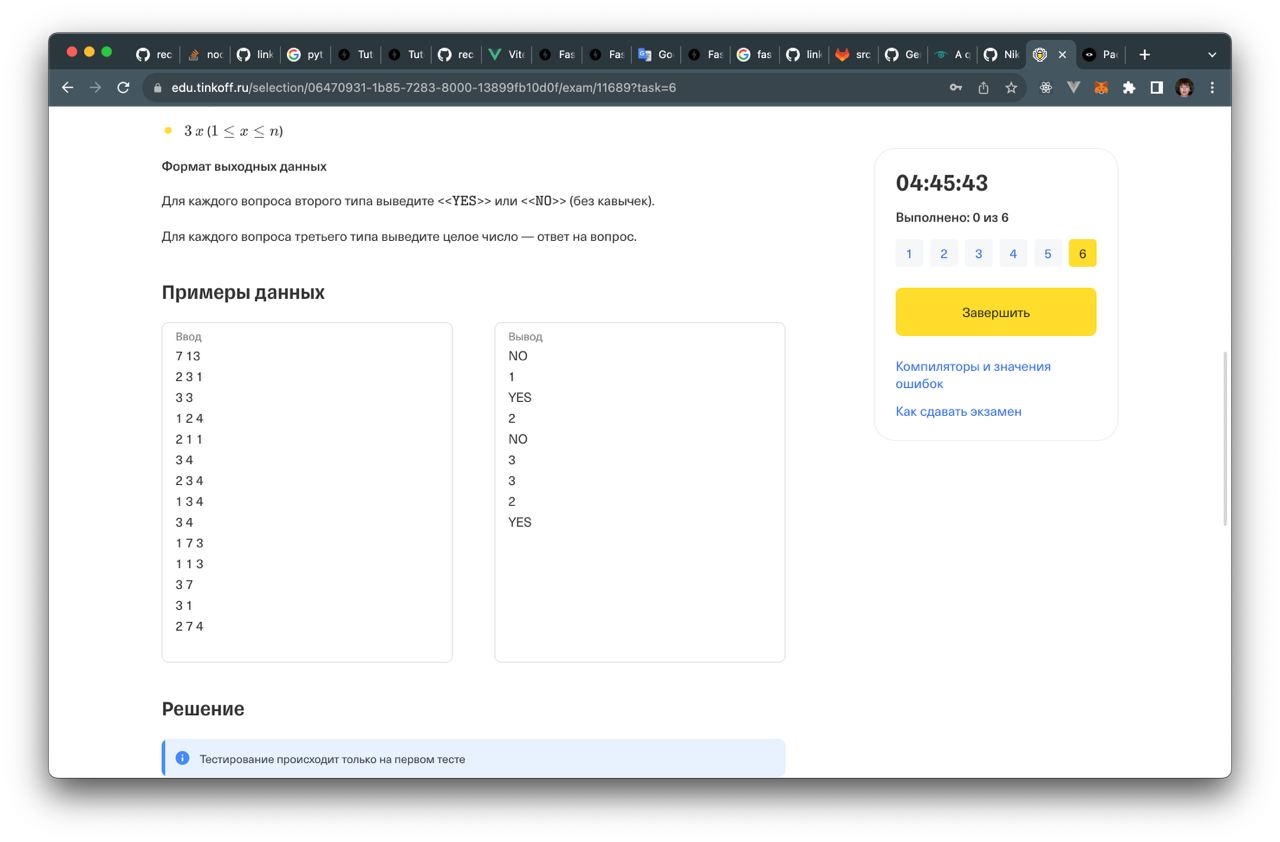 rec
noc
link
pyt
Tut
Tut
rec
Vite
Fas
Fas
Go
Fas
fas
link
src
Ge
A c
Nik
Pac
edu.tinkoff.ru/selection/06470931-1b85-7283-8000-13899fb10d0f/exam/11689?task=6
3 x (1 ≤ x ≤ n)
Формат выходных данных
Для каждого вопроса второго типа выведите <<YES>> или <<NO>> (без кавычек).
Для каждого вопроса третьего типа выведите целое число — ответ на вопрос.
Примеры данных
Ввод
7 13
2 3 1
3 3
1 2 4
2 1 1
3 4
2 3 4
1 3 4
3 4
1 7 3
1 1 3
3 7
3 1
2 7 4
Вывод
NO
1
YES
2
NO
3
3
2
YES
Решение
Тестирование происходит только на первом тесте
04:45:43
Выполнено: 0 из 6
1 2 3 4 5 6
Завершить
Компиляторы и значения
ошибок
Как сдавать экзамен